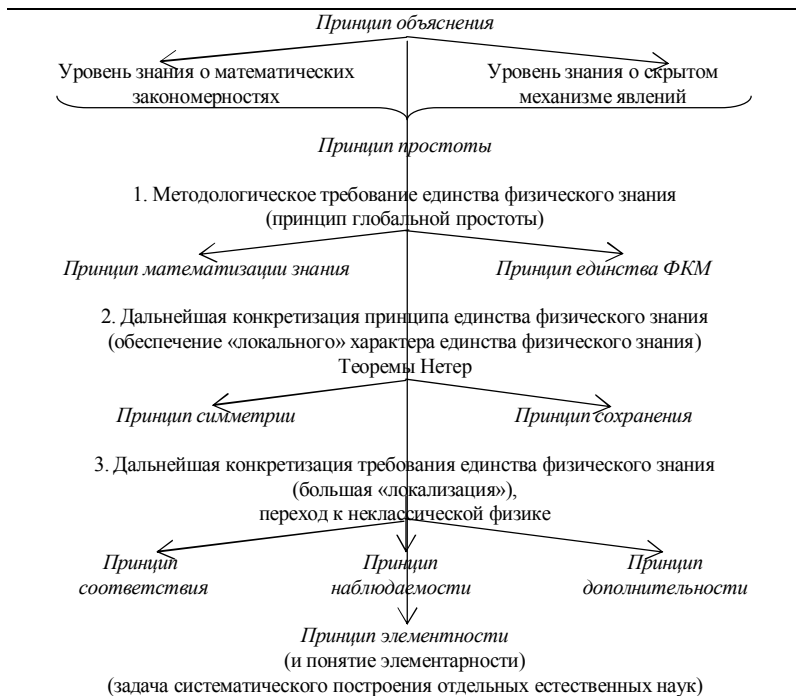 Принцип объяснения
Уровень знания о математических закономерностях
Уровень знания о скрытом механизме явлений
Принцип простоты
1. Методологическое требование единства физического знания
(принцип глобальной простоты)
Принцип математизации знания
Принцип единства ФКМ
2. Дальнейшая конкретизация принципа единства физического знания
(обеспечение «локального» характера единства физического знания)
Теоремы Нетер
Принцип симметрии
Принцип сохранения
3. Дальнейшая конкретизация требования единства физического знания
(большая «локализация»),
переход к неклассической физике
Принцип
соответствия
Принцип
наблюдаемости
Принцип
дополнительности
Принцип элементности
(и понятие элементарности)
(задача систематического построения отдельных естественных наук)